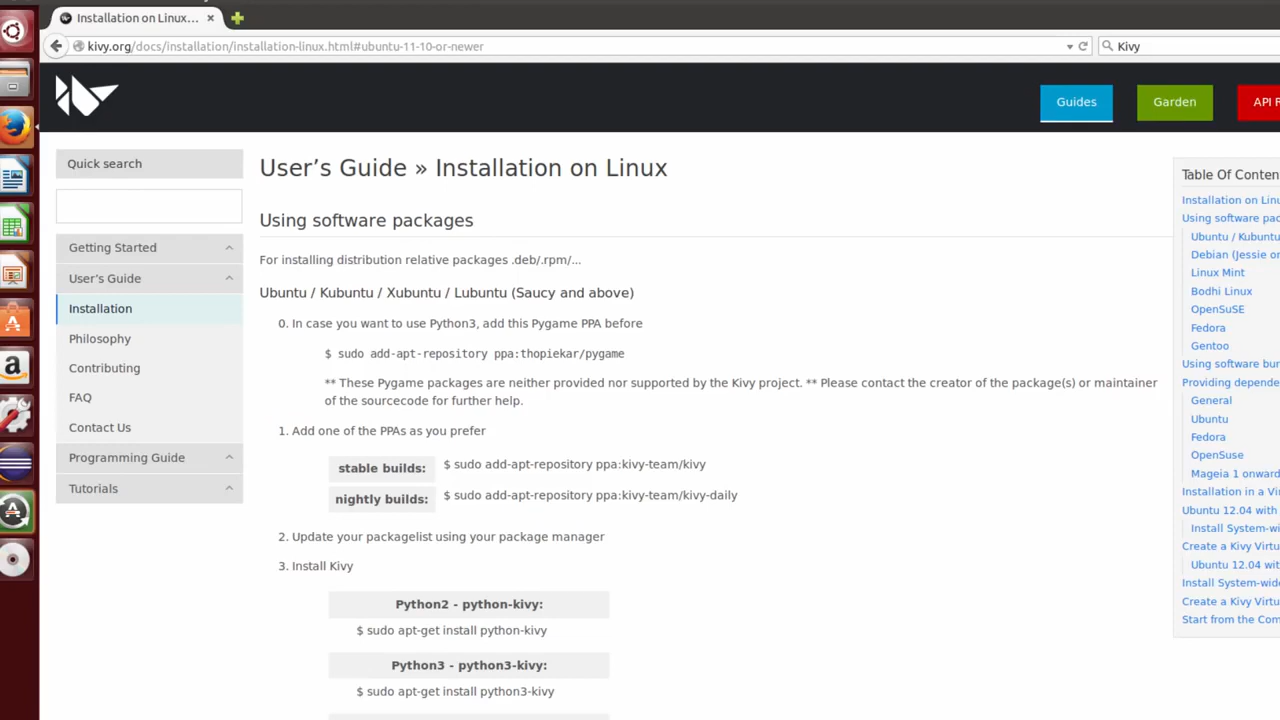 Installation on Linux...
kivy.org/docs/installation/installation-linux.html#ubuntu-11-10-or-newer
Kivy
Guides
Garden
API R
Quick search
Getting Started
User's Guide
Installation
Philosophy
Contributing
FAQ
Contact Us
Programming Guide
Tutorials
User's Guide » Installation on Linux
Using software packages
For installing distribution relative packages .deb/.rpm/...
Ubuntu / Kubuntu / Xubuntu / Lubuntu (Saucy and above)
0. In case you want to use Python3, add this Pygame PPA before
$ sudo add-apt-repository ppa:thopiekar/pygame
** These Pygame packages are neither provided nor supported by the Kivy project. ** Please contact the creator of the package(s) or maintainer
of the sourcecode for further help.
1. Add one of the PPAs as you prefer
stable builds: $ sudo add-apt-repository ppa:kivy-team/kivy
nightly builds: $ sudo add-apt-repository ppa:kivy-team/kivy-daily
2. Update your packagelist using your package manager
3. Install Kivy
Python2 - python-kivy:
$ sudo apt-get install python-kivy
Python3 - python3-kivy:
$ sudo apt-get install python3-kivy
Table Of Conten
Installation on Linu
Using software pac
Ubuntu / Kubuntu
Debian (Jessie or
Linux Mint
Bodhi Linux
OpenSuSE
Fedora
Gentoo
Using software bun
Providing depende
General
Ubuntu
Fedora
OpenSuse
Mageia 1 onward
Installation in a Vir
Ubuntu 12.04 with
Install System-wi
Create a Kivy Virtu
Ubuntu 12.04 wit
Install System-wide
Create a Kivy Virtu
Start from the Com